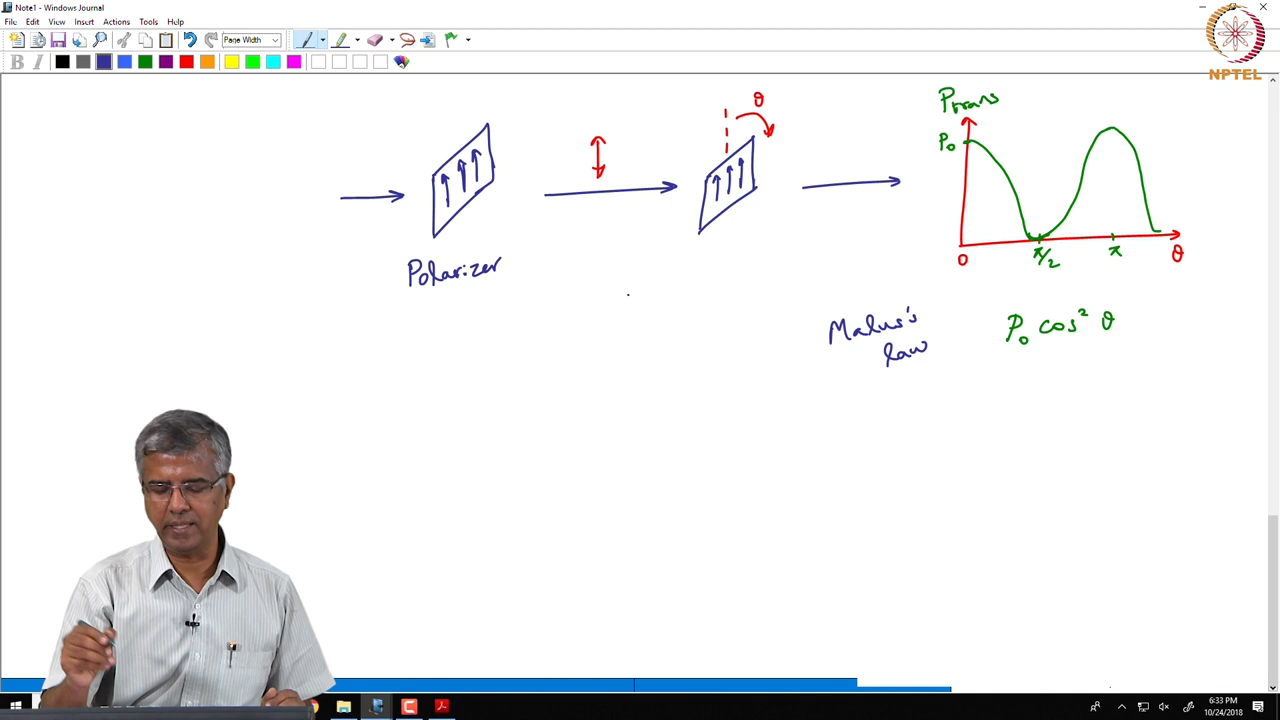 Note1 - Windows Journal
File Edit View Insert Actions Tools Help
Page Width
B I
NPTEL
θ
Ptrans
P₀
0
π/2
π
θ
Polarizer
Malus's
law
P₀ cos² θ
6:33 PM
10/24/2018